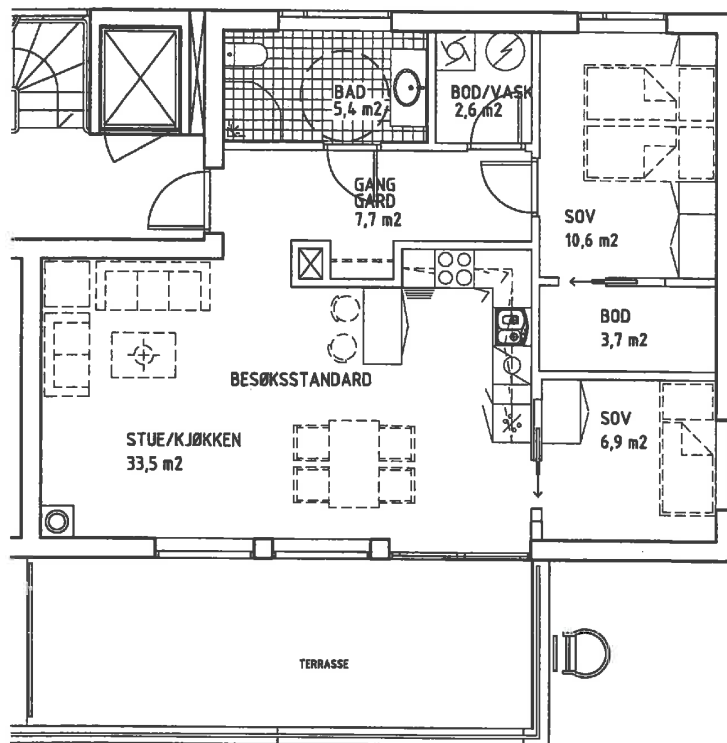 BAD
5,4 m2
BOD/VASK
2,6 m2
GANG
GARD
7,7 m2
SOV
10,6 m2
BOD
3,7 m2
BESØKSSTANDARD
STUE/KJØKKEN
33,5 m2
SOV
6,9 m2
TERRASSE